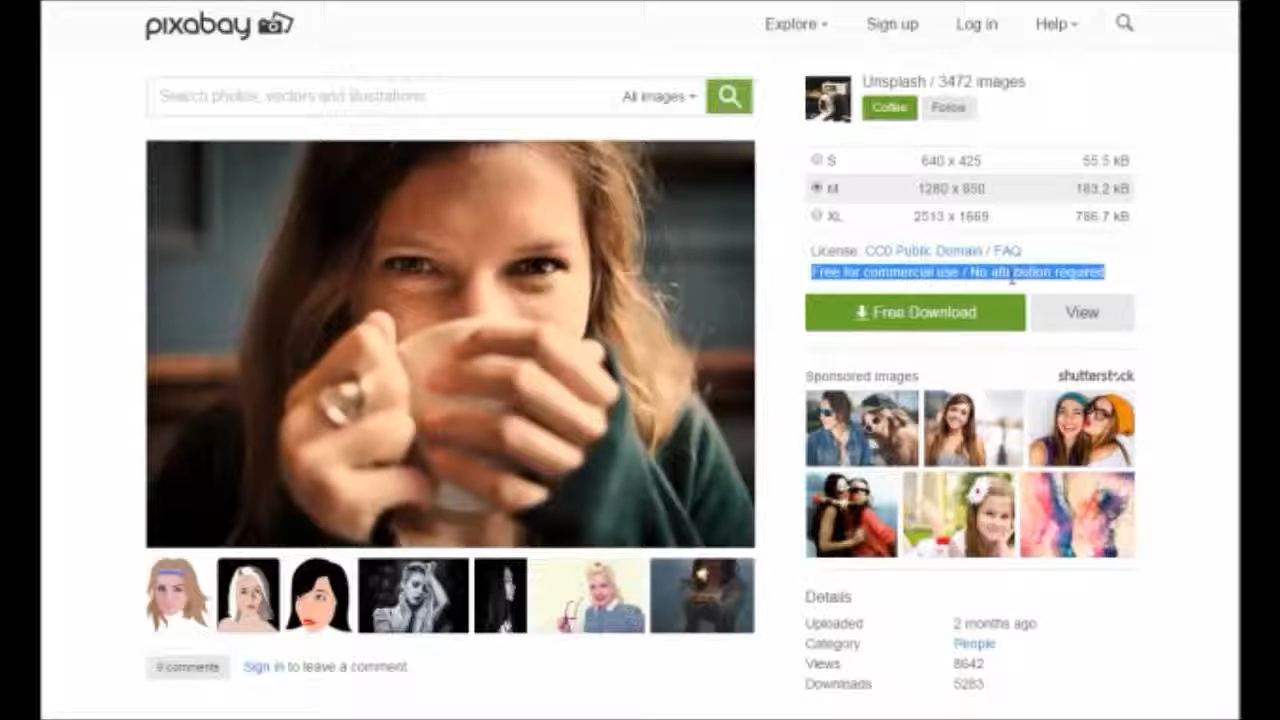 pixabay
Explore
Sign up
Log in
Help
Search photos, vectors and illustrations
All images
Unsplash / 3472 images
Coffee
Follow
S 640 x 425 55.5 kB
M 1280 x 850 183.2 kB
XL 2513 x 1669 786.7 kB
License: CC0 Public Domain / FAQ
Free for commercial use / No attribution required
Free Download
View
Sponsored images
shutterstock
Details
Uploaded 2 months ago
Category People
Views 8642
Downloads
comments
Sign in to leave a comment